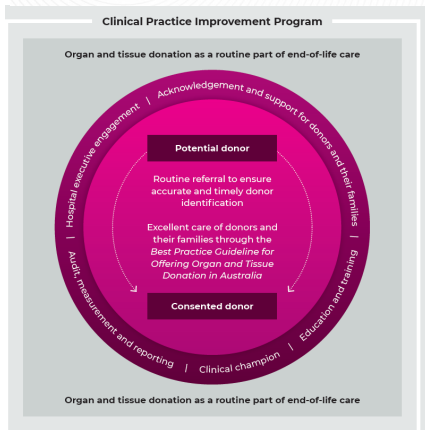 Clinical Practice Improvement Program
Organ and tissue donation as a routine part of end-of-life care
Hospital executive engagement | Acknowledgement and support for donors and their families |
Potential donor
Routine referral to ensure
accurate and timely donor
identification
Excellent care of donors and
their families through the
Best Practice Guideline for
Offering Organ and Tissue
Donation in Australia
Consented donor
| Audit, measurement and reporting | Clinical champion | Education and training
Organ and tissue donation as a routine part of end-of-life care